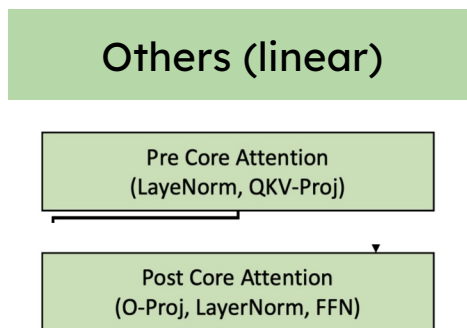 Others (linear)
Pre Core Attention
(LayeNorm, QKV-Proj)
Post Core Attention
(O-Proj, LayerNorm, FFN)